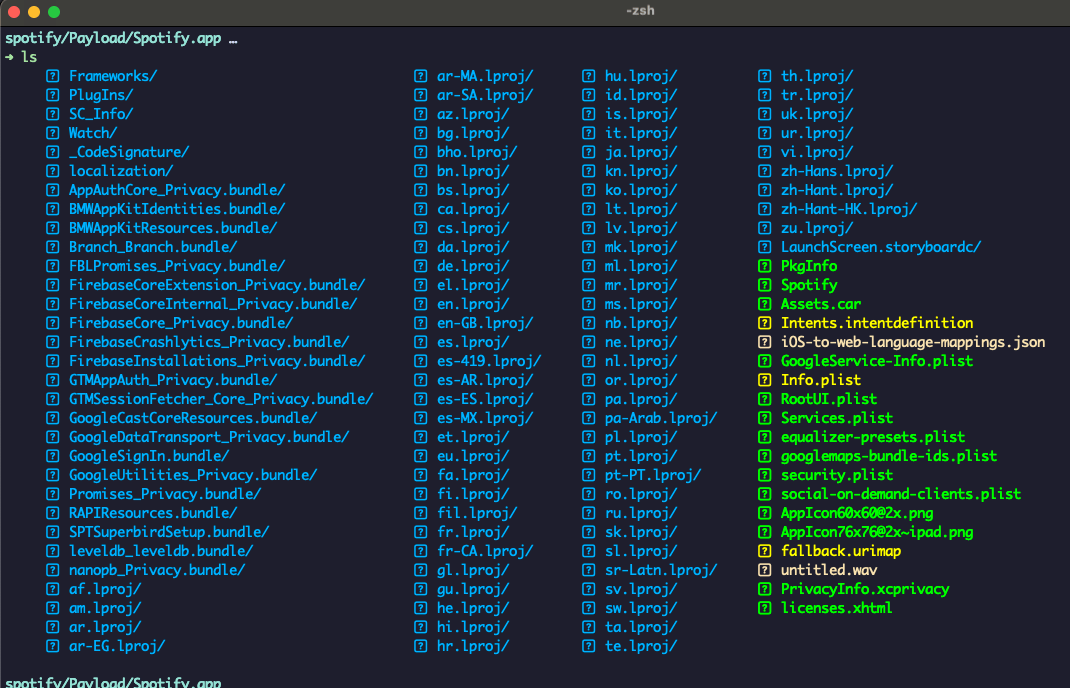 -zsh
spotify/Payload/Spotify.app …
➜ ls
Frameworks/ ar-MA.lproj/ hu.lproj/ th.lproj/
PlugIns/ ar-SA.lproj/ id.lproj/ tr.lproj/
SC_Info/ az.lproj/ is.lproj/ uk.lproj/
Watch/ bg.lproj/ it.lproj/ ur.lproj/
_CodeSignature/ bho.lproj/ ja.lproj/ vi.lproj/
localization/ bn.lproj/ kn.lproj/ zh-Hans.lproj/
AppAuthCore_Privacy.bundle/ bs.lproj/ ko.lproj/ zh-Hant.lproj/
BMWAppKitIdentities.bundle/ ca.lproj/ lt.lproj/ zh-Hant-HK.lproj/
BMWAppKitResources.bundle/ cs.lproj/ lv.lproj/ zu.lproj/
Branch_Branch.bundle/ da.lproj/ mk.lproj/ LaunchScreen.storyboardc/
FBLPromises_Privacy.bundle/ de.lproj/ ml.lproj/ PkgInfo
FirebaseCoreExtension_Privacy.bundle/ el.lproj/ mr.lproj/ Spotify
FirebaseCoreInternal_Privacy.bundle/ en.lproj/ ms.lproj/ Assets.car
FirebaseCore_Privacy.bundle/ en-GB.lproj/ nb.lproj/ Intents.intentdefinition
FirebaseCrashlytics_Privacy.bundle/ es.lproj/ ne.lproj/ iOS-to-web-language-mappings.json
FirebaseInstallations_Privacy.bundle/ es-419.lproj/ nl.lproj/ GoogleService-Info.plist
GTMAppAuth_Privacy.bundle/ es-AR.lproj/ or.lproj/ Info.plist
GTMSessionFetcher_Core_Privacy.bundle/ es-ES.lproj/ pa.lproj/ RootUI.plist
GoogleCastCoreResources.bundle/ es-MX.lproj/ pa-Arab.lproj/ Services.plist
GoogleDataTransport_Privacy.bundle/ et.lproj/ pl.lproj/ equalizer-presets.plist
GoogleSignIn.bundle/ eu.lproj/ pt.lproj/ googlemaps-bundle-ids.plist
GoogleUtilities_Privacy.bundle/ fa.lproj/ pt-PT.lproj/ security.plist
Promises_Privacy.bundle/ fi.lproj/ ro.lproj/ social-on-demand-clients.plist
RAPIResources.bundle/ fil.lproj/ ru.lproj/ AppIcon60x60@2x.png
SPTSuperbirdSetup.bundle/ fr.lproj/ sk.lproj/ AppIcon76x76@2x~ipad.png
leveldb_leveldb.bundle/ fr-CA.lproj/ sl.lproj/ fallback.urimap
nanopb_Privacy.bundle/ gl.lproj/ sr-Latn.lproj/ untitled.wav
af.lproj/ gu.lproj/ sv.lproj/ PrivacyInfo.xcprivacy
am.lproj/ he.lproj/ sw.lproj/ licenses.xhtml
ar.lproj/ hi.lproj/ ta.lproj/
ar-EG.lproj/ hr.lproj/ te.lproj/
spotify/Payload/Spotify.app